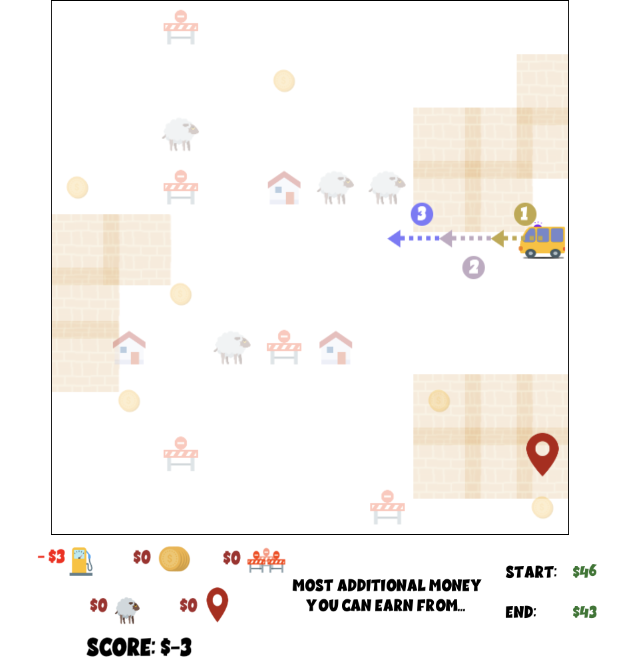 3
1
2
- $3
$0
$0
$0
$0
MOST ADDITIONAL MONEY
YOU CAN EARN FROM...
START: $46
END: $43
SCORE: $-3